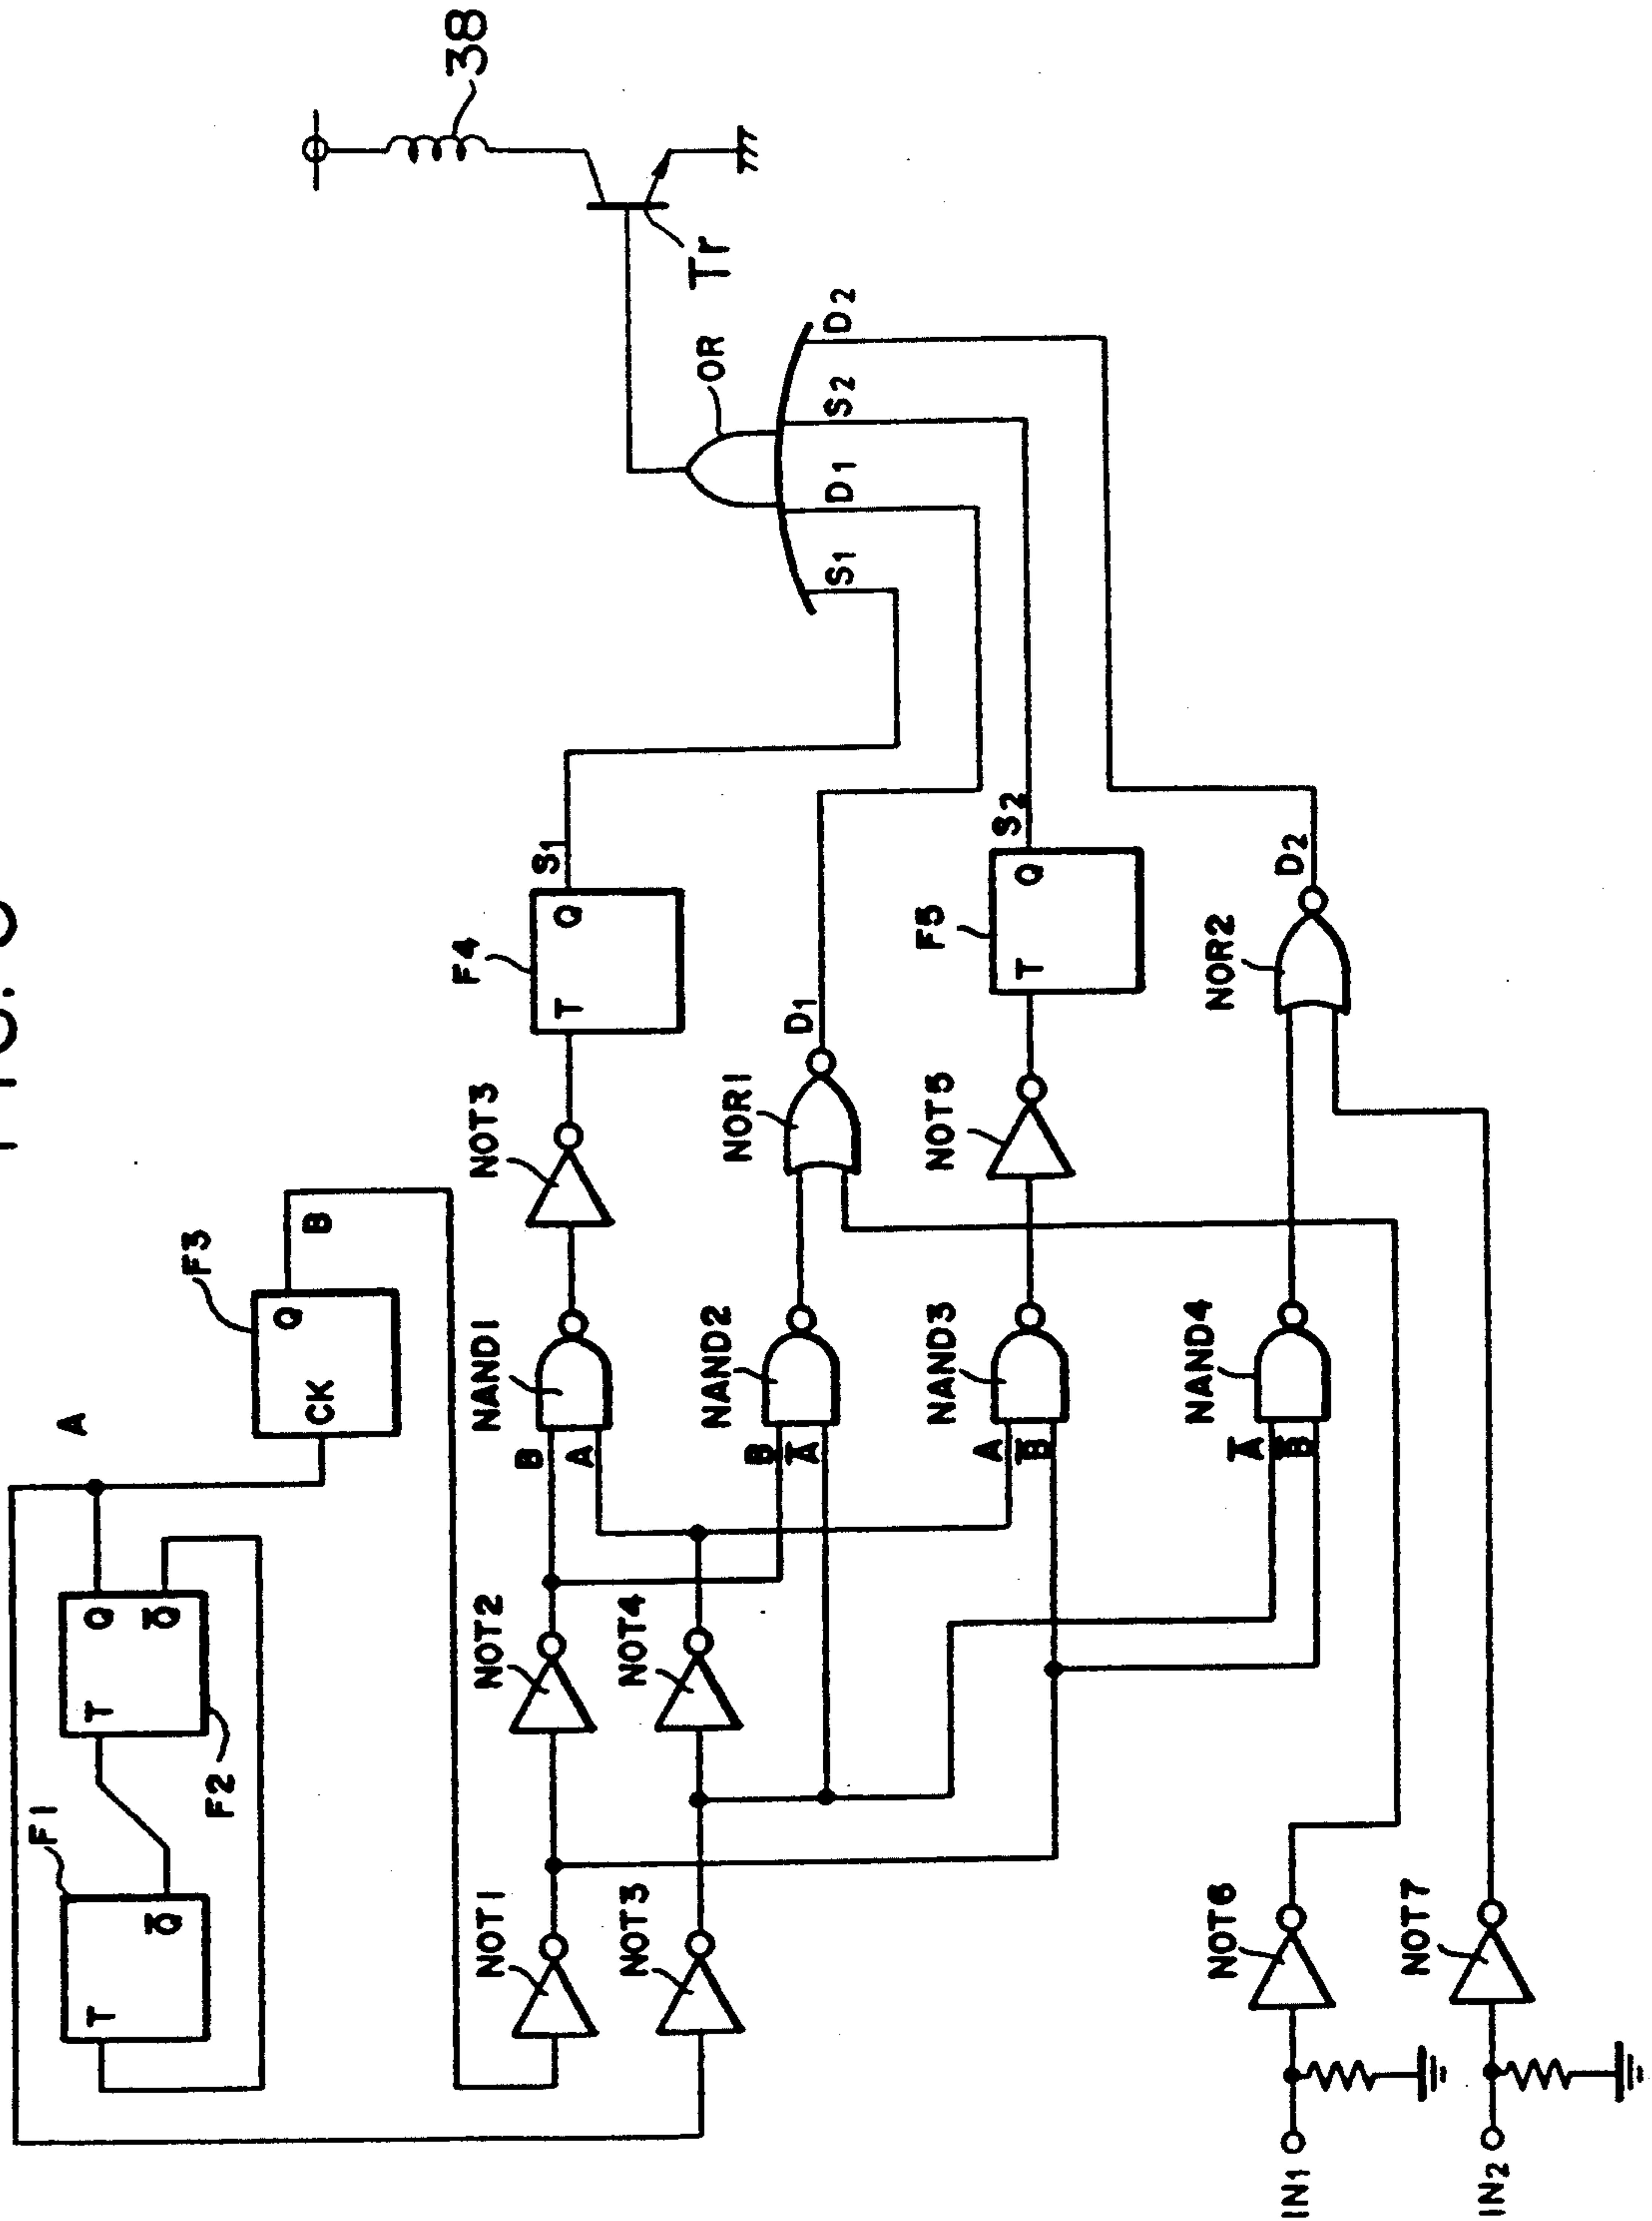 F1
T
Q̅
F2
T
Q
Q̅
A
F3
CK
Q
B
NOT1
NOT2
B
A
NAND1
NOT3
F4
T
Q
S1
NOT3
NOT4
B
A̅
NAND2
NOR1
D1
A
B̅
NAND3
NOT5
F5
T
Q
S2
A̅
B̅
NAND4
NOR2
D2
IN1
NOT6
IN2
NOT7
S1
D1
S2
D2
OR
Tr
38